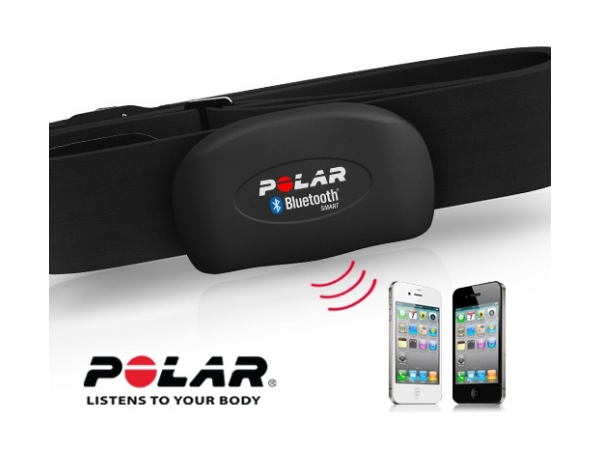 POLAR
Bluetooth®
SMART
POLAR®
LISTENS TO YOUR BODY